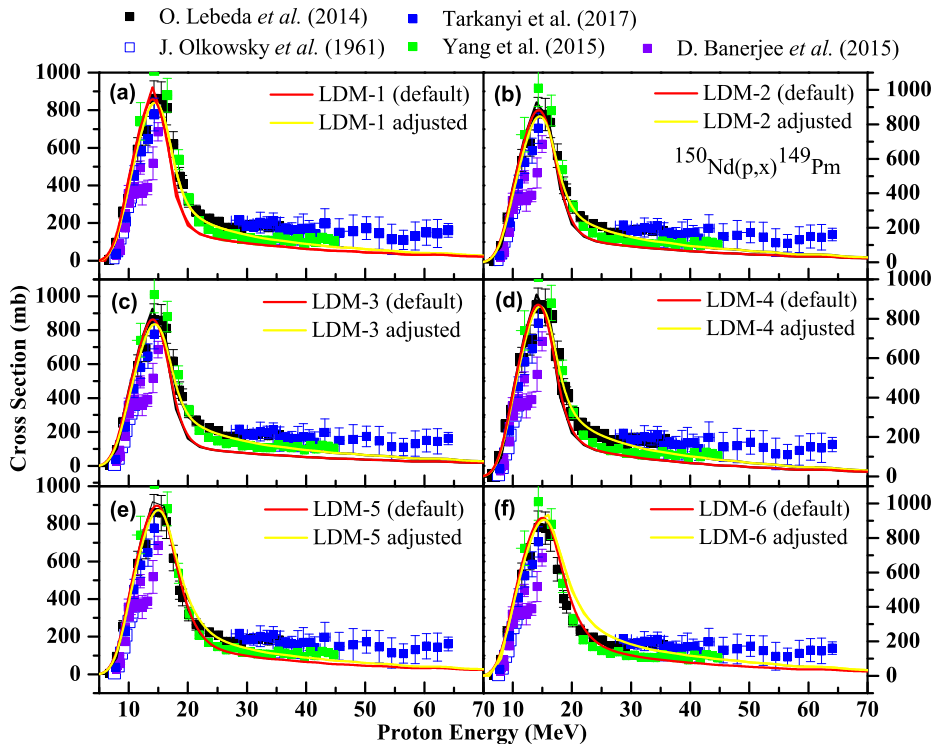 O. Lebeda et al. (2014)
Tarkanyi et al. (2017)
J. Olkowsky et al. (1961)
Yang et al. (2015)
D. Banerjee et al. (2015)
Cross Section (mb)
1000
800
600
400
200
0
(a)
LDM-1 (default)
LDM-1 adjusted
(b)
LDM-2 (default)
LDM-2 adjusted
¹⁵⁰Nd(p,x)¹⁴⁹Pm
1000
800
600
400
200
0
1000
800
600
400
200
0
(c)
LDM-3 (default)
LDM-3 adjusted
(d)
LDM-4 (default)
LDM-4 adjusted
1000
800
600
400
200
0
1000
800
600
400
200
0
(e)
LDM-5 (default)
LDM-5 adjusted
(f)
LDM-6 (default)
LDM-6 adjusted
1000
800
600
400
200
0
10 20 30 40 50 60 70
10 20 30 40 50 60 70
Proton Energy (MeV)